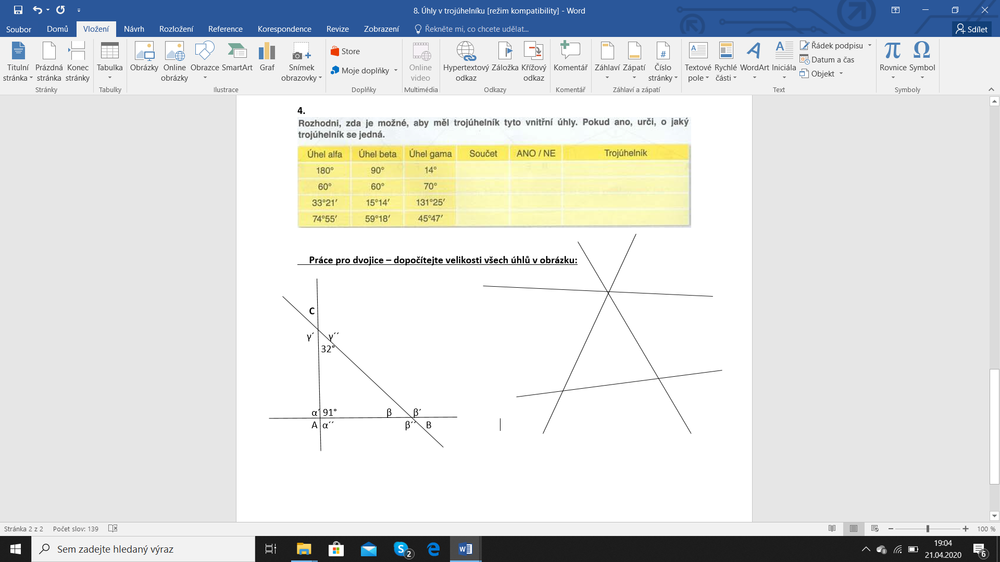 8. Úhly v trojúhelníku [režim kompatibility] - Word
Soubor Domů Vložení Návrh Rozložení Reference Korespondence Revize Zobrazení Řekněte mi, co chcete udělat... Sdílet
Titulní stránka Prázdná stránka Konec stránky
Stránky
Tabulka
Tabulky
Obrázky Online obrázky Obrazce SmartArt Graf Snímek obrazovky
Ilustrace
Store
Moje doplňky
Doplňky
Online video
Multimédia
Hypertextový odkaz Záložka Křížový odkaz
Odkazy
Komentář
Komentář
Záhlaví Zápatí Číslo stránky
Záhlaví a zápatí
Textové pole Rychlé části WordArt Iniciála
Řádek podpisu
Datum a čas
Objekt
Text
Rovnice Symbol
Symboly
4.
Rozhodni, zda je možné, aby měl trojúhelník tyto vnitřní úhly. Pokud ano, urči, o jaký
trojúhelník se jedná.
Úhel alfa Úhel beta Úhel gama Součet ANO / NE Trojúhelník
180° 90° 14°
60° 60° 70°
33°21′ 15°14′ 131°25′
74°55′ 59°18′ 45°47′
Práce pro dvojice – dopočítejte velikosti všech úhlů v obrázku:
C
γ´ γ´´
32°
α´ 91° β β´
A α´´ β´´ B
Stránka 2 z 2 Počet slov: 139 100 %
Sem zadejte hledaný výraz
2
19:04
21.04.2020
6